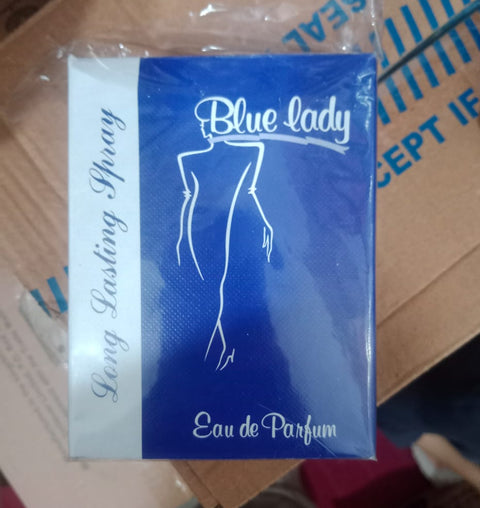 Blue lady
Long Lasting Spray
Eau de Parfum
CEPT IF
SEAL